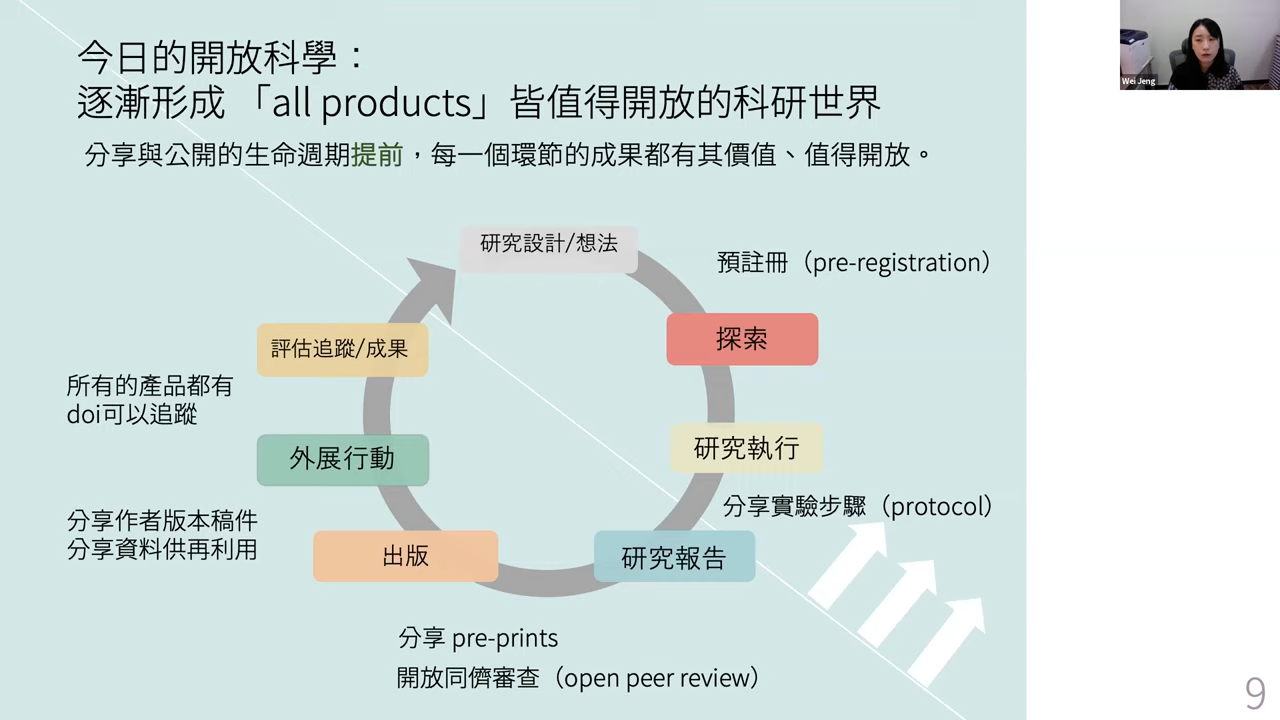 今日的開放科學：
逐漸形成 「all products」皆值得開放的科研世界
分享與公開的生命週期提前，每一個環節的成果都有其價值、值得開放。
研究設計/想法
預註冊（pre-registration）
探索
研究執行
分享實驗步驟（protocol）
研究報告
分享 pre-prints
開放同儕審查（open peer review）
出版
分享作者版本稿件
分享資料供再利用
外展行動
所有的產品都有
doi可以追蹤
評估追蹤/成果
Wei Jeng
9